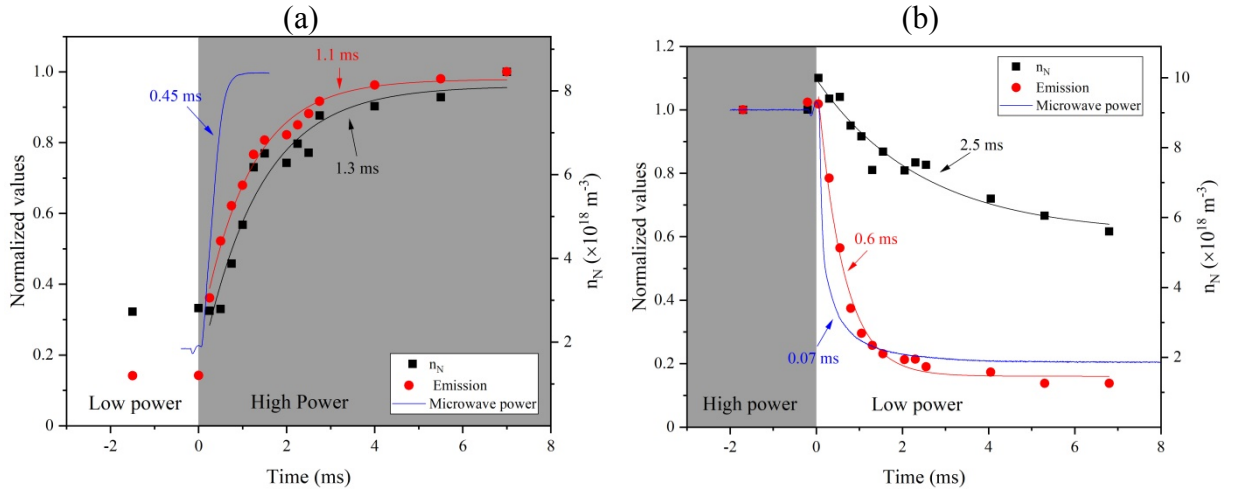 (a)
(b)
Normalized values
1.0
0.8
0.6
0.4
0.2
0
-2
0
2
4
6
8
Time (ms)
8
6
4
2
n_N (×10^18 m^-3)
0.45 ms
1.1 ms
1.3 ms
Low power
High Power
n_N
Emission
Microwave power
Normalized values
1.2
1.0
0.8
0.6
0.4
0.2
0.0
-2
0
2
4
6
8
Time (ms)
10
8
6
4
2
n_N (×10^18 m^-3)
n_N
Emission
Microwave power
2.5 ms
0.6 ms
0.07 ms
High power
Low power